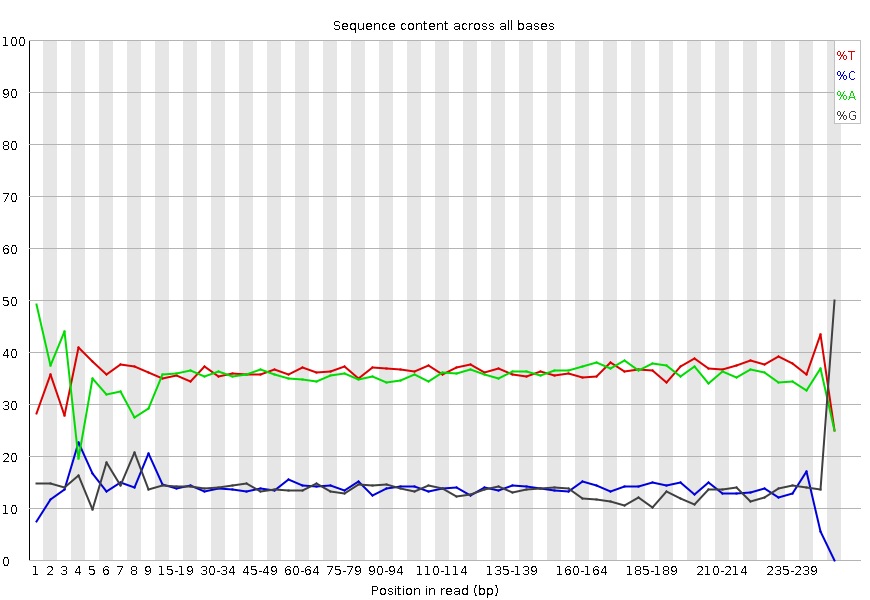 Sequence content across all bases
100
90
80
70
60
50
40
30
20
10
0
%T
%C
%A
%G
1 2 3 4 5 6 7 8 9 15-19 30-34 45-49 60-64 75-79 90-94 110-114 135-139 160-164 185-189 210-214 235-239
Position in read (bp)